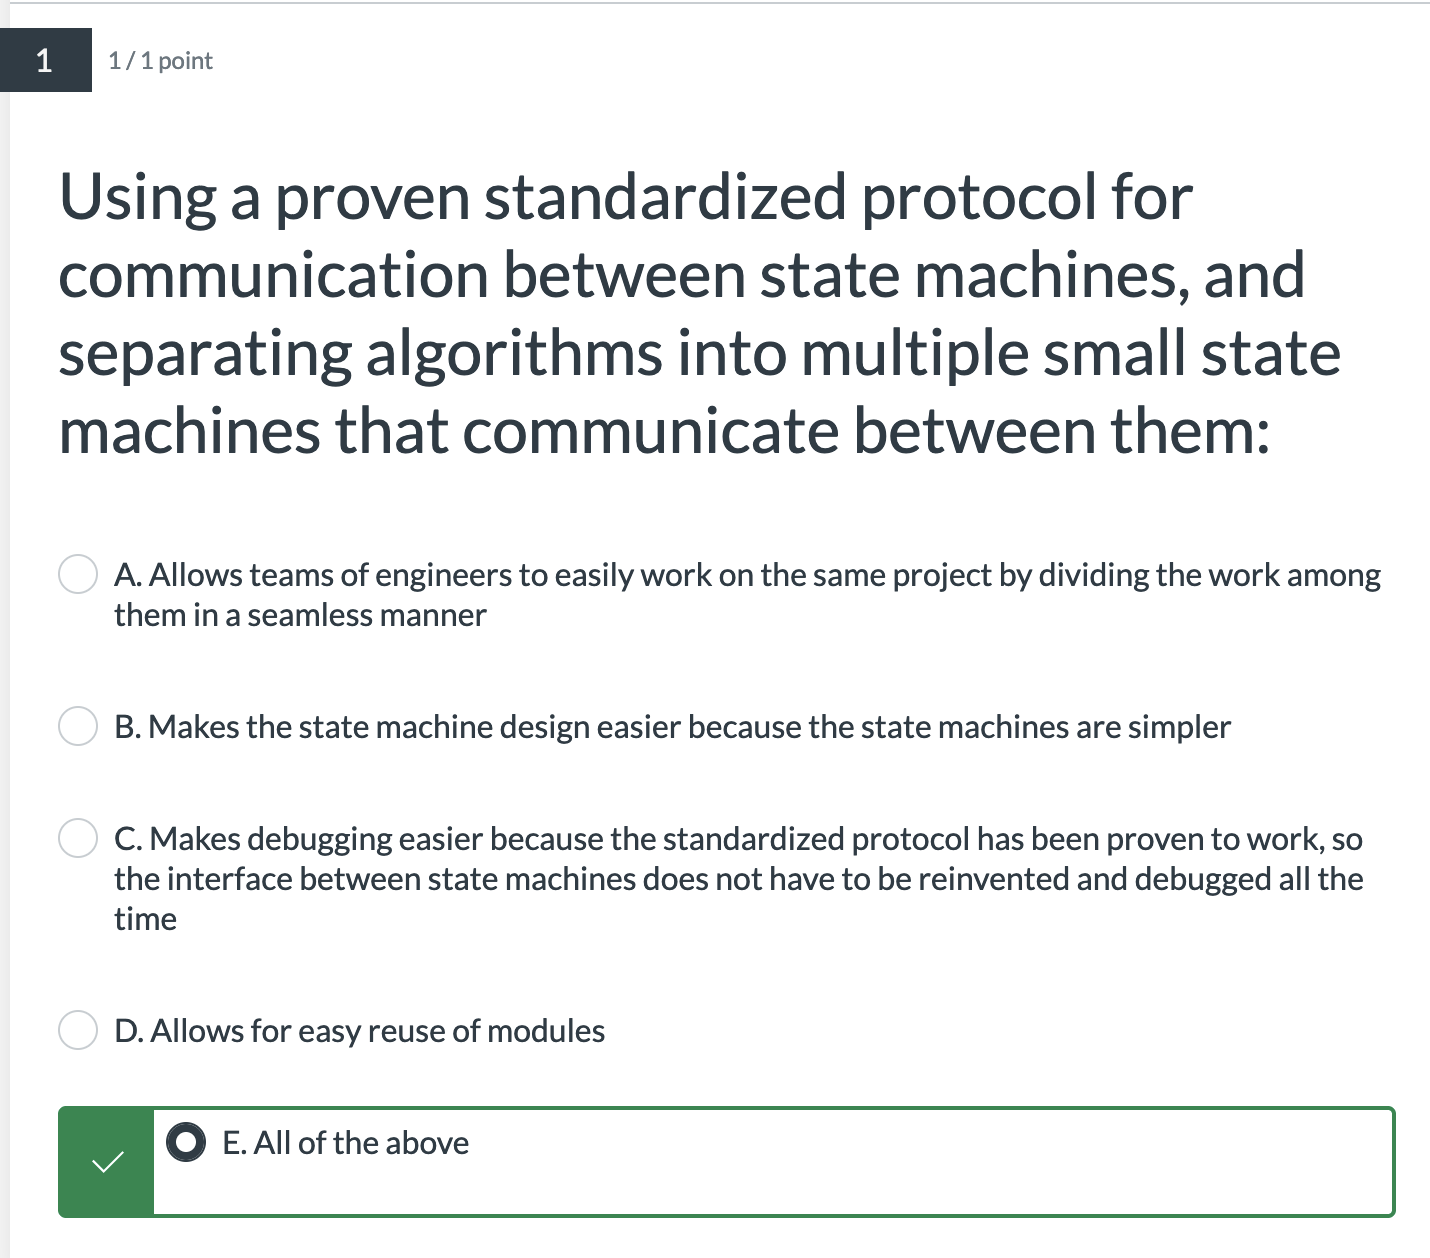 1
1 / 1 point
Using a proven standardized protocol for
communication between state machines, and
separating algorithms into multiple small state
machines that communicate between them:
A. Allows teams of engineers to easily work on the same project by dividing the work among
them in a seamless manner
B. Makes the state machine design easier because the state machines are simpler
C. Makes debugging easier because the standardized protocol has been proven to work, so
the interface between state machines does not have to be reinvented and debugged all the
time
D. Allows for easy reuse of modules
E. All of the above